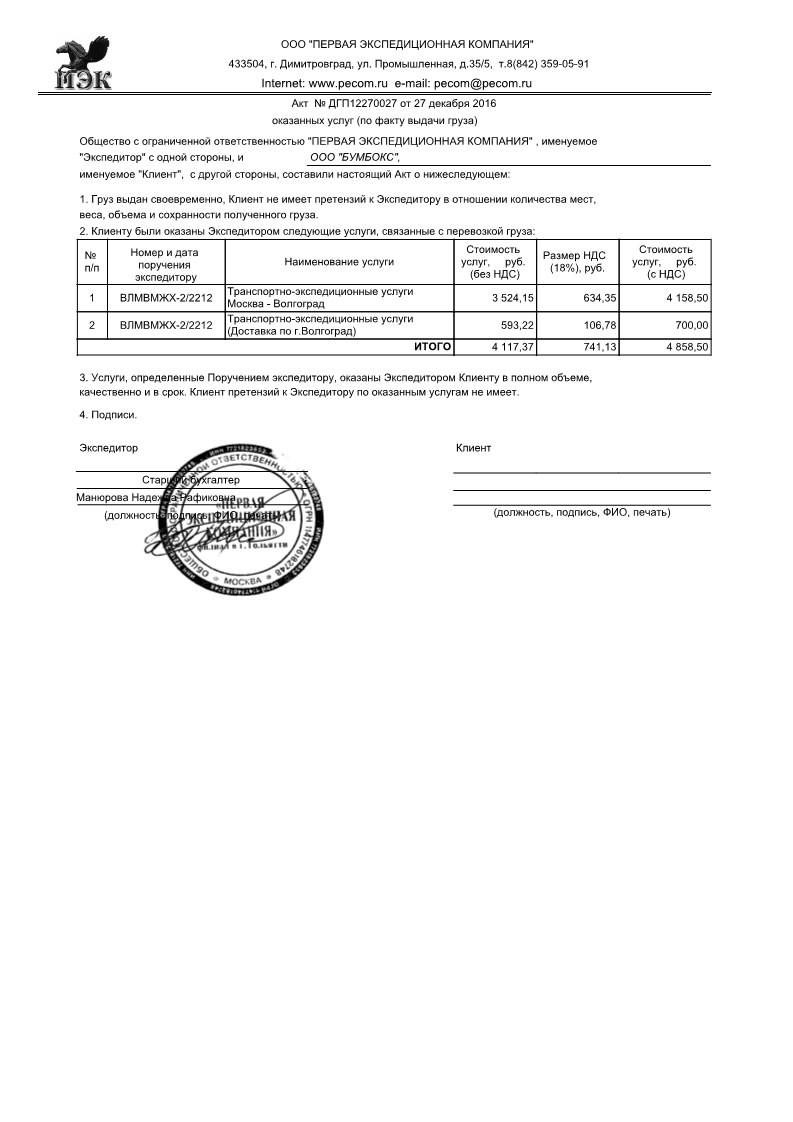 ПЭК
ООО "ПЕРВАЯ ЭКСПЕДИЦИОННАЯ КОМПАНИЯ"
433504, г. Димитровград, ул. Промышленная, д.35/5, т.8(842) 359-05-91
Internet: www.pecom.ru e-mail: pecom@pecom.ru
Акт № ДГП12270027 от 27 декабря 2016
оказанных услуг (по факту выдачи груза)
Общество с ограниченной ответственностью "ПЕРВАЯ ЭКСПЕДИЦИОННАЯ КОМПАНИЯ" , именуемое
"Экспедитор" с одной стороны, и ООО "БУМБОКС",
именуемое "Клиент", с другой стороны, составили настоящий Акт о нижеследующем:
1. Груз выдан своевременно, Клиент не имеет претензий к Экспедитору в отношении количества мест,
веса, объема и сохранности полученного груза.
2. Клиенту были оказаны Экспедитором следующие услуги, связанные с перевозкой груза:
№ п/п Номер и дата поручения экспедитору Наименование услуги Стоимость услуг, руб. (без НДС) Размер НДС (18%), руб. Стоимость услуг, руб. (с НДС)
1 ВЛМВМЖХ-2/2212 Транспортно-экспедиционные услуги Москва - Волгоград 3 524,15 634,35 4 158,50
2 ВЛМВМЖХ-2/2212 Транспортно-экспедиционные услуги (Доставка по г.Волгоград) 593,22 106,78 700,00
ИТОГО 4 117,37 741,13 4 858,50
3. Услуги, определенные Поручением экспедитору, оказаны Экспедитором Клиенту в полном объеме,
качественно и в срок. Клиент претензий к Экспедитору по оказанным услугам не имеет.
4. Подписи.
Экспедитор Клиент
Старший бухгалтер
Манюрова Надежда Рафиковна
(должность, подпись, ФИО, печать) (должность, подпись, ФИО, печать)
«ПЕРВАЯ
ЭКСПЕДИЦИОННАЯ
КОМПАНИЯ»
филиал в г. Тольятти
МОСКВА